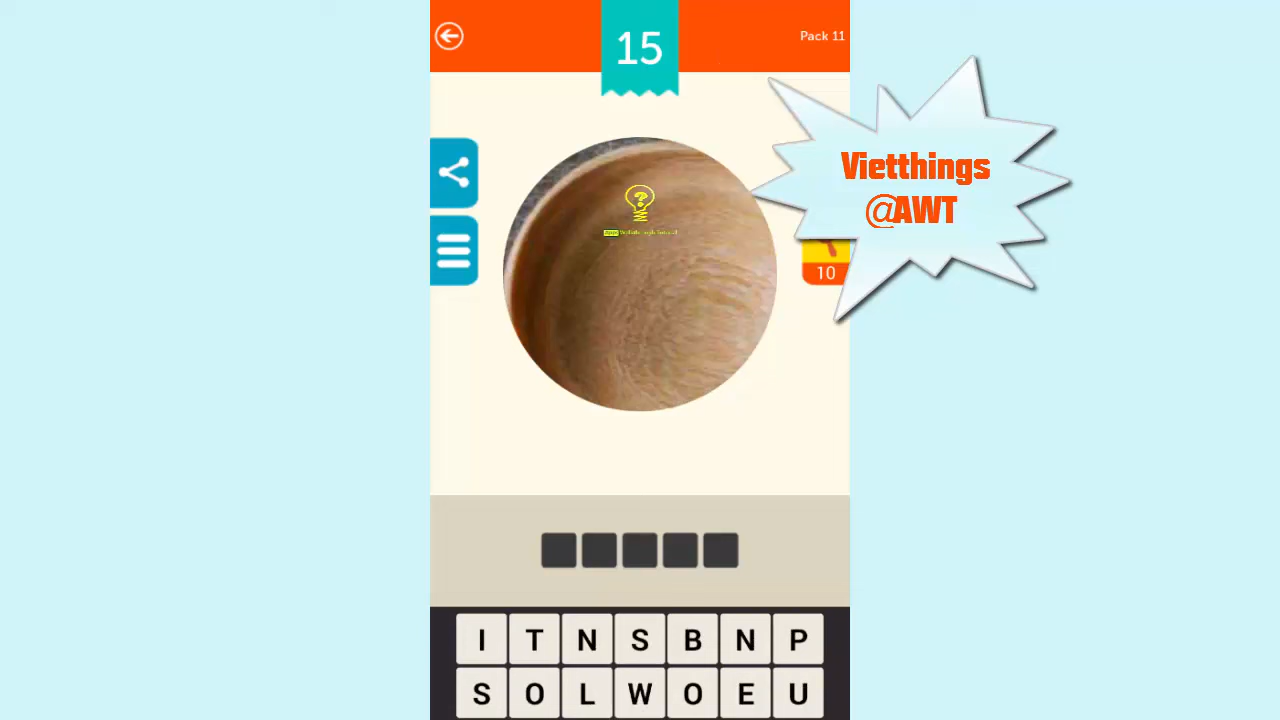 15
Pack 11
Vietthings
@AWT
?
10
I T N S B N P
S O L W O E U